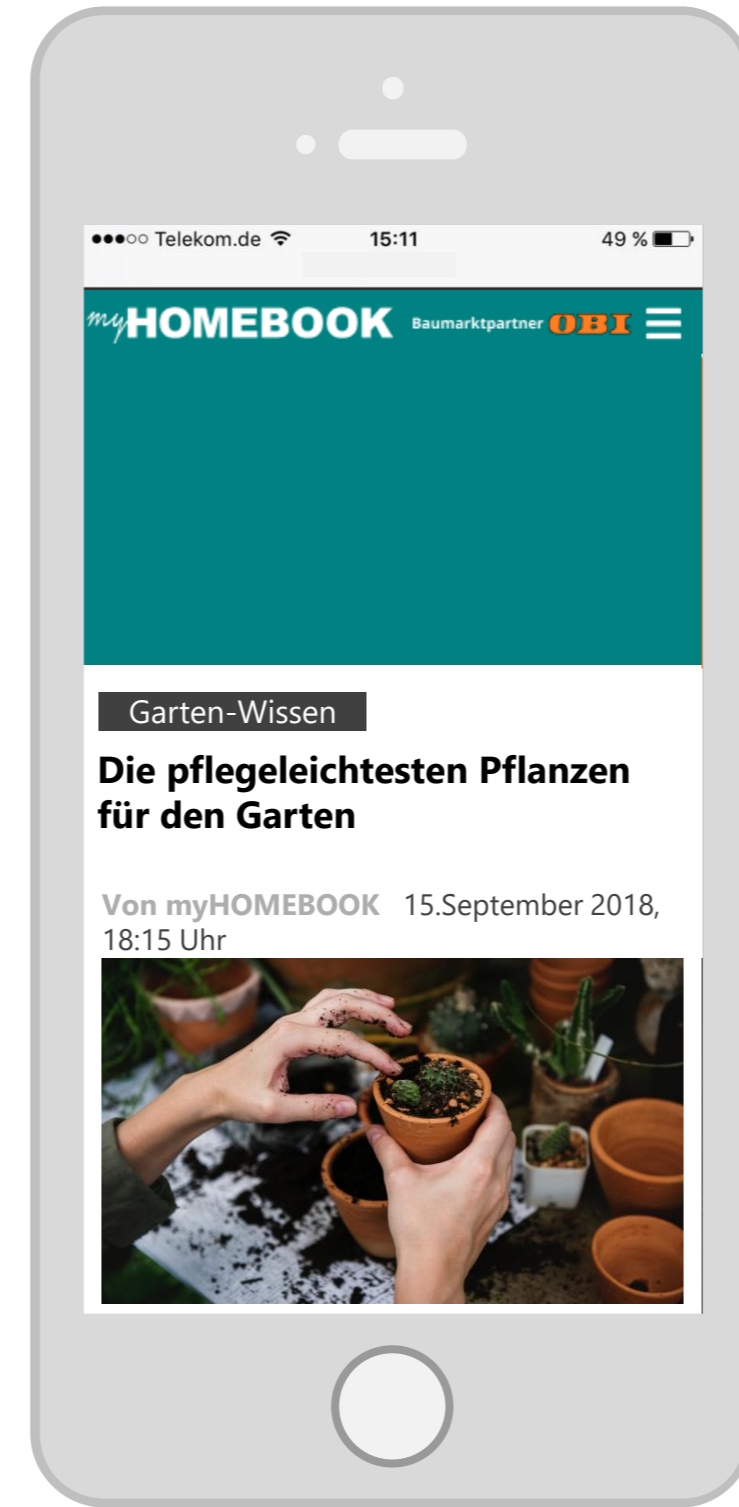 Telekom.de 15:11 49 %
myHOMEBOOK Baumarktpartner OBI
Garten-Wissen
Die pflegeleichtesten Pflanzen
für den Garten
Von myHOMEBOOK 15.September 2018,
18:15 Uhr